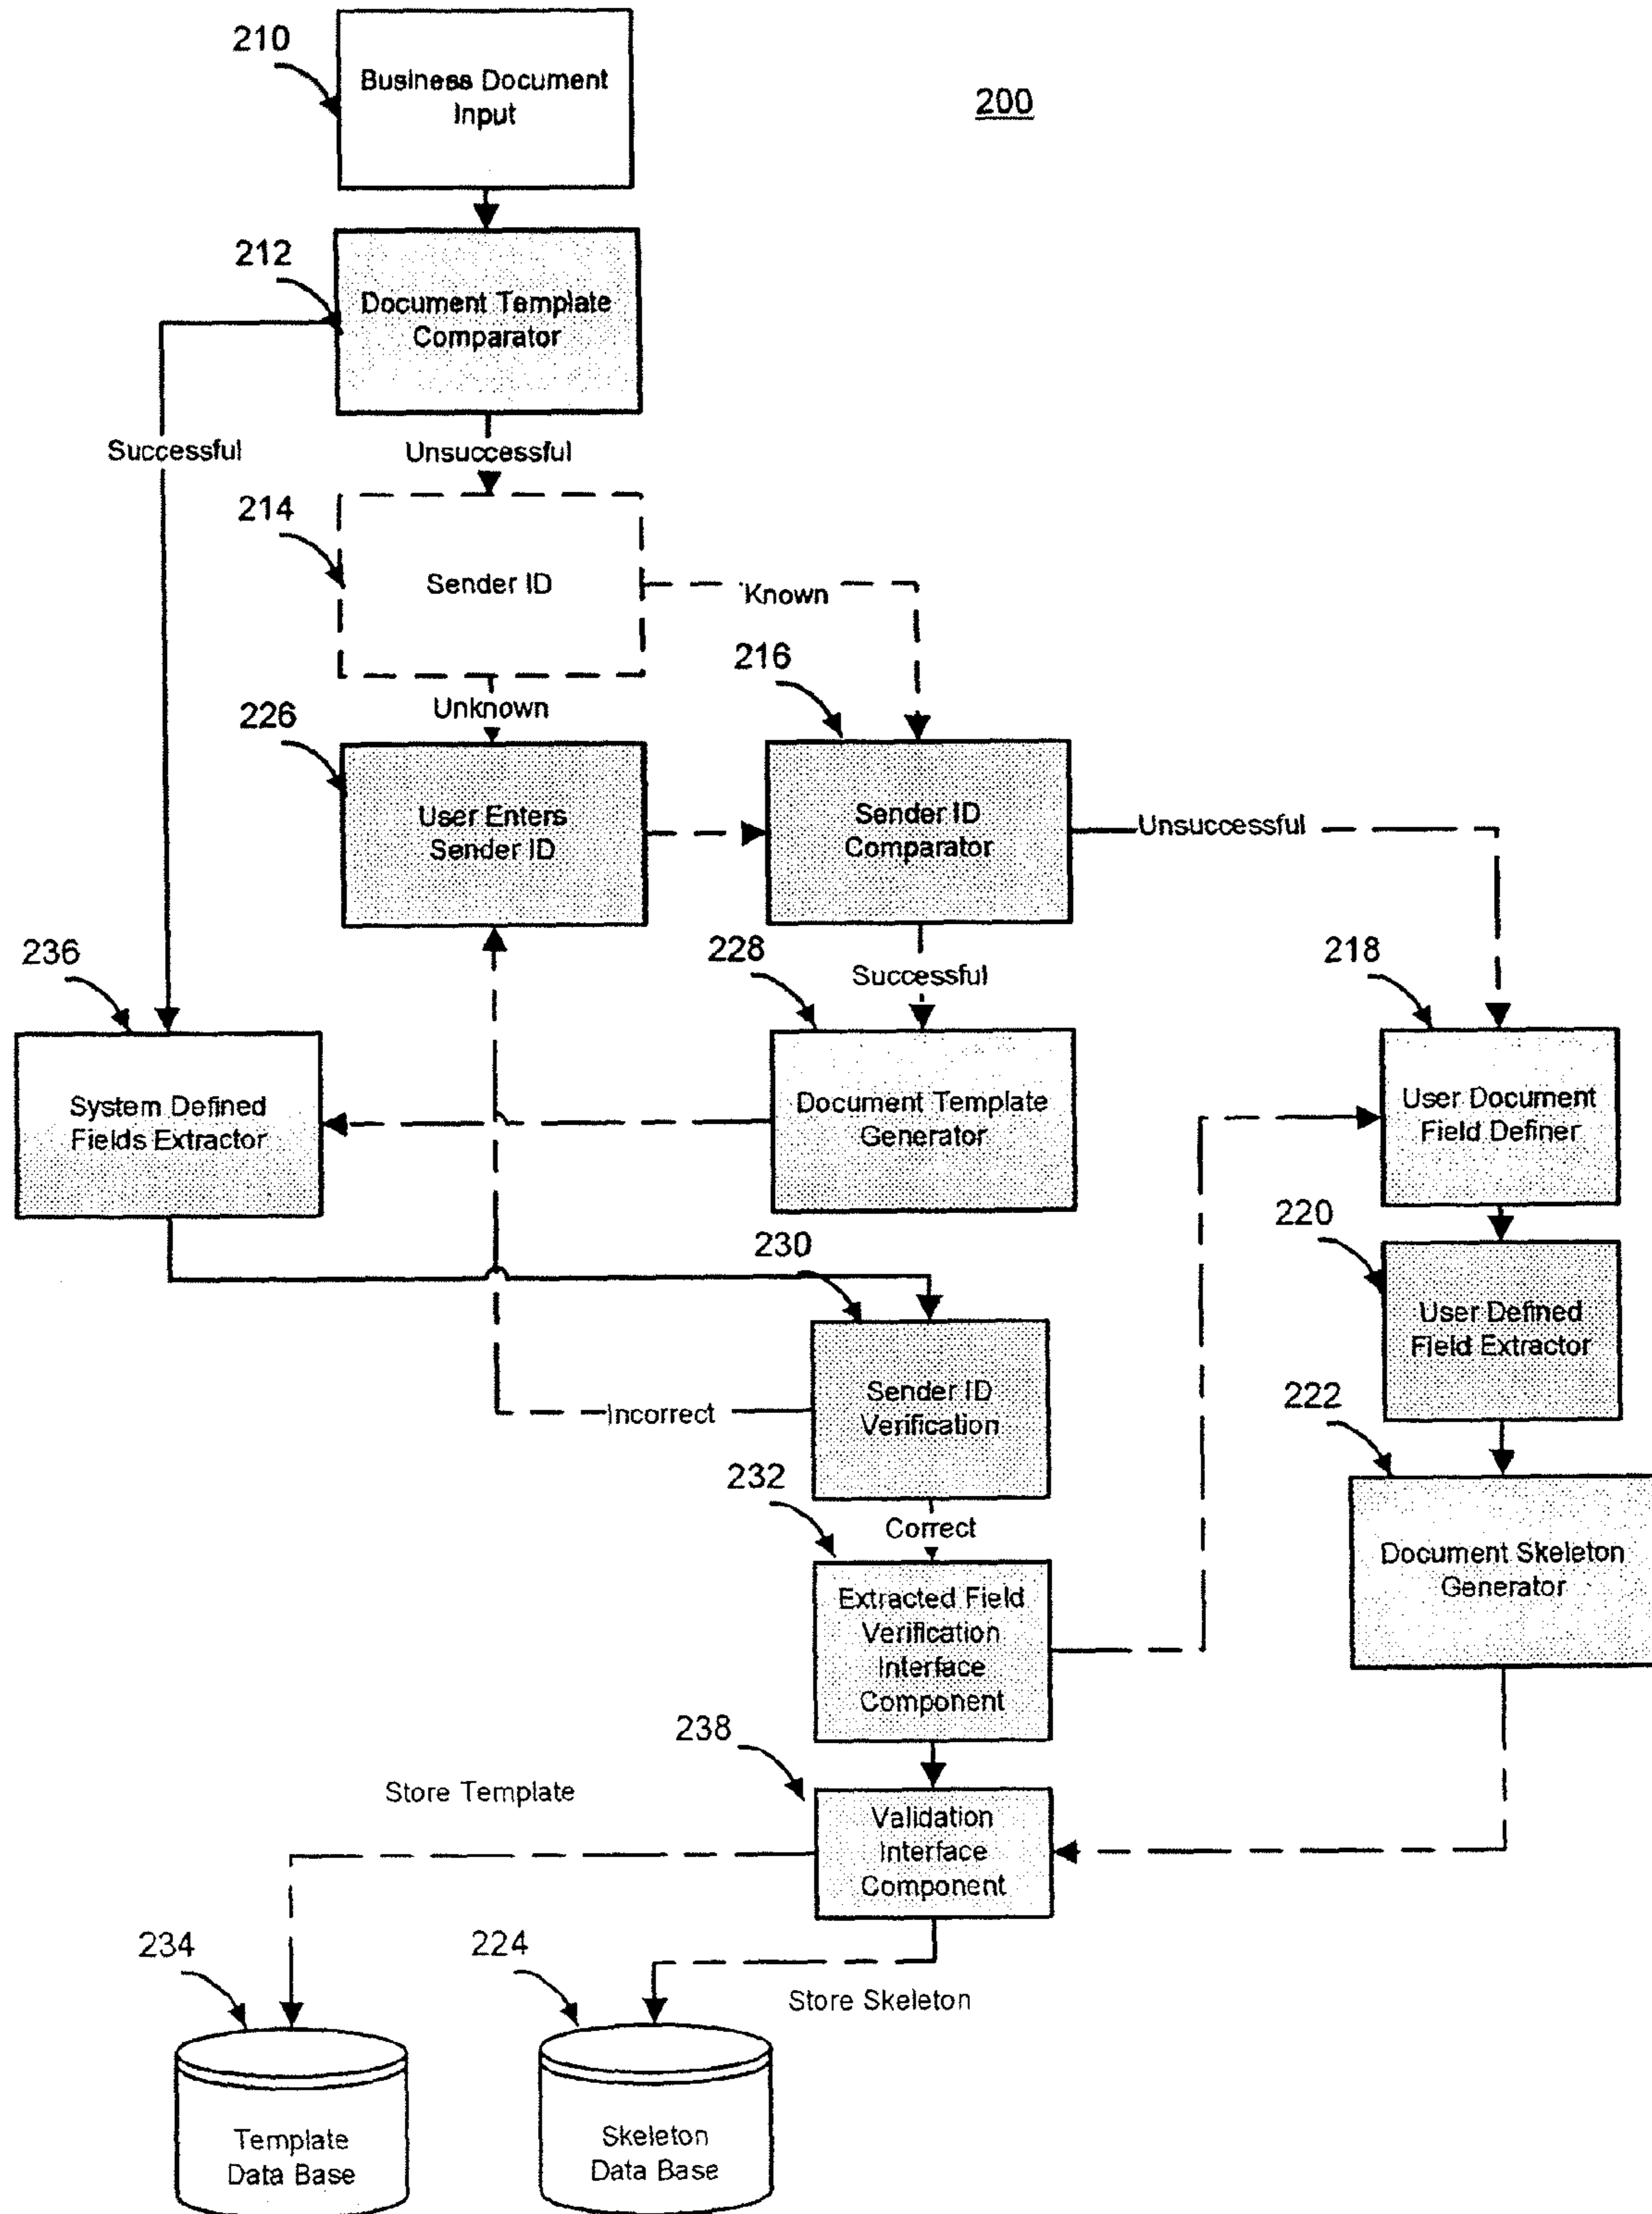 210
Business Document
Input
200
212
Document Template
Comparator
Successful
Unsuccessful
214
Sender ID
Known
216
Unknown
226
User Enters
Sender ID
Sender ID
Comparator
Unsuccessful
236
228
Successful
218
System Defined
Fields Extractor
Document Template
Generator
User Document
Field Definer
230
220
User Defined
Field Extractor
Sender ID
Verification
Incorrect
222
232
Correct
Document Skeleton
Generator
Extracted Field
Verification
Interface
Component
238
Store Template
Validation
Interface
Component
234
224
Store Skeleton
Template
Data Base
Skeleton
Data Base